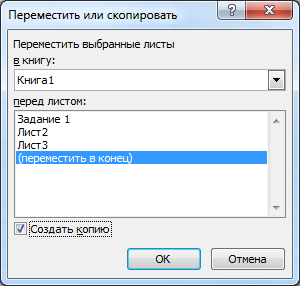 Переместить или скопировать
Переместить выбранные листы
в книгу:
Книга1
перед листом:
Задание 1
Лист2
Лист3
(переместить в конец)
Создать копию
ОК
Отмена